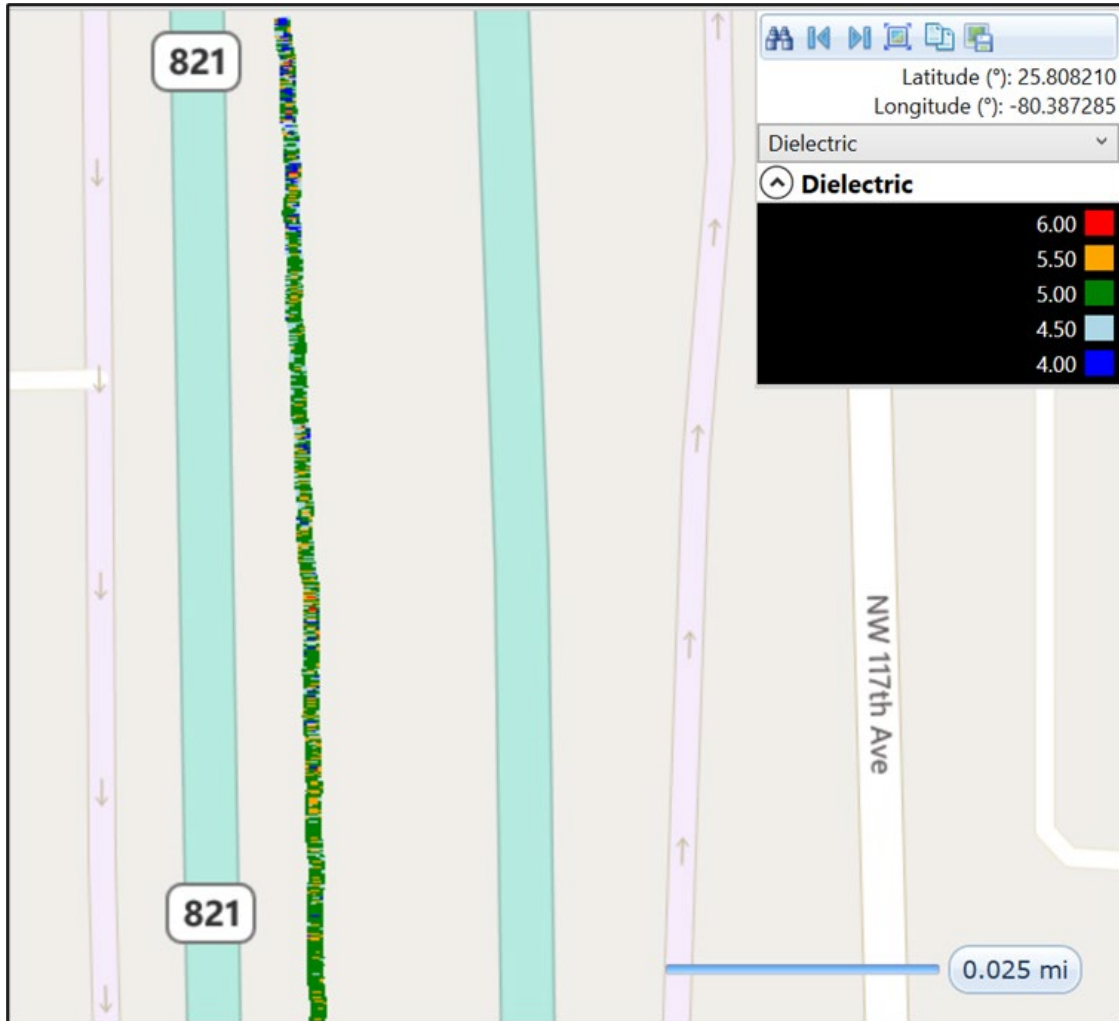 821
Latitude (°): 25.808210
Longitude (°): -80.387285
Dielectric
Dielectric
6.00
5.50
5.00
4.50
4.00
NW 117th Ave
821
0.025 mi